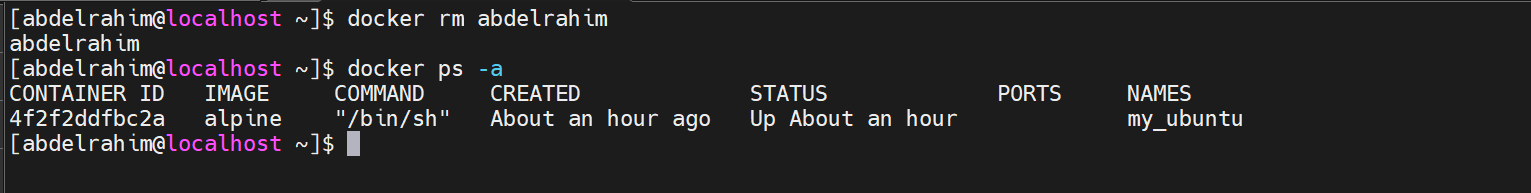 [abdelrahim@localhost ~]$ docker rm abdelrahim
abdelrahim
[abdelrahim@localhost ~]$ docker ps -a
CONTAINER ID   IMAGE     COMMAND     CREATED             STATUS             PORTS     NAMES
4f2f2ddfbc2a   alpine    "/bin/sh"   About an hour ago   Up About an hour             my_ubuntu
[abdelrahim@localhost ~]$